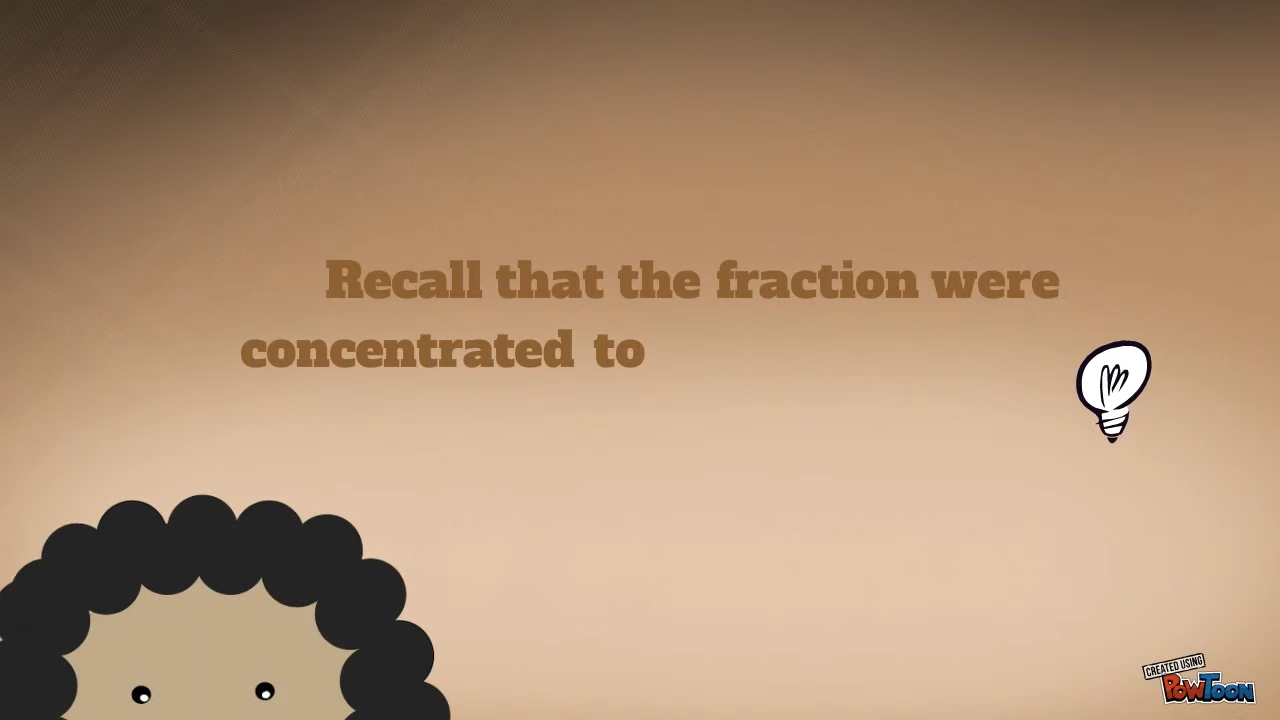 Recall that the fraction were
concentrated to
CREATED USING
POWTOON